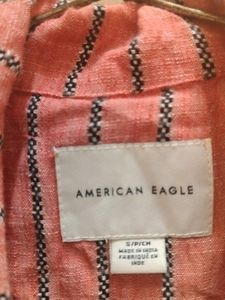 AMERICAN EAGLE
S/P/CH
MADE IN INDIA
FABRIQUÉ EN
INDE